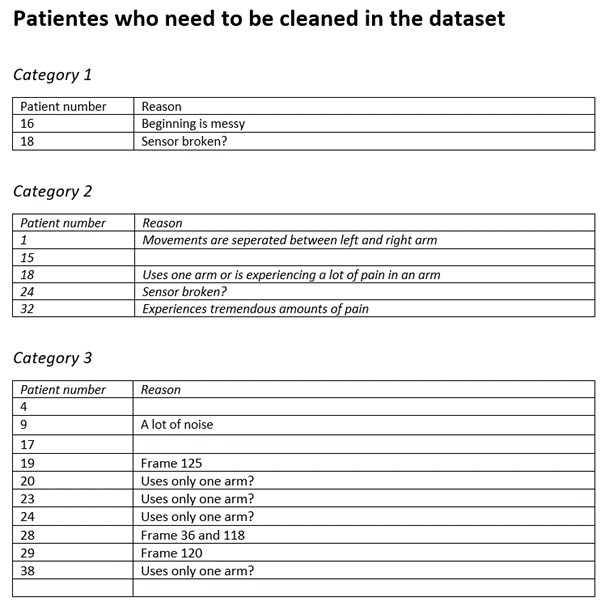 Patientes who need to be cleaned in the dataset
Category 1
Patient number Reason
16 Beginning is messy
18 Sensor broken?
Category 2
Patient number Reason
1 Movements are seperated between left and right arm
15
18 Uses one arm or is experiencing a lot of pain in an arm
24 Sensor broken?
32 Experiences tremendous amounts of pain
Category 3
Patient number Reason
4
9 A lot of noise
17
19 Frame 125
20 Uses only one arm?
23 Uses only one arm?
24 Uses only one arm?
28 Frame 36 and 118
29 Frame 120
38 Uses only one arm?